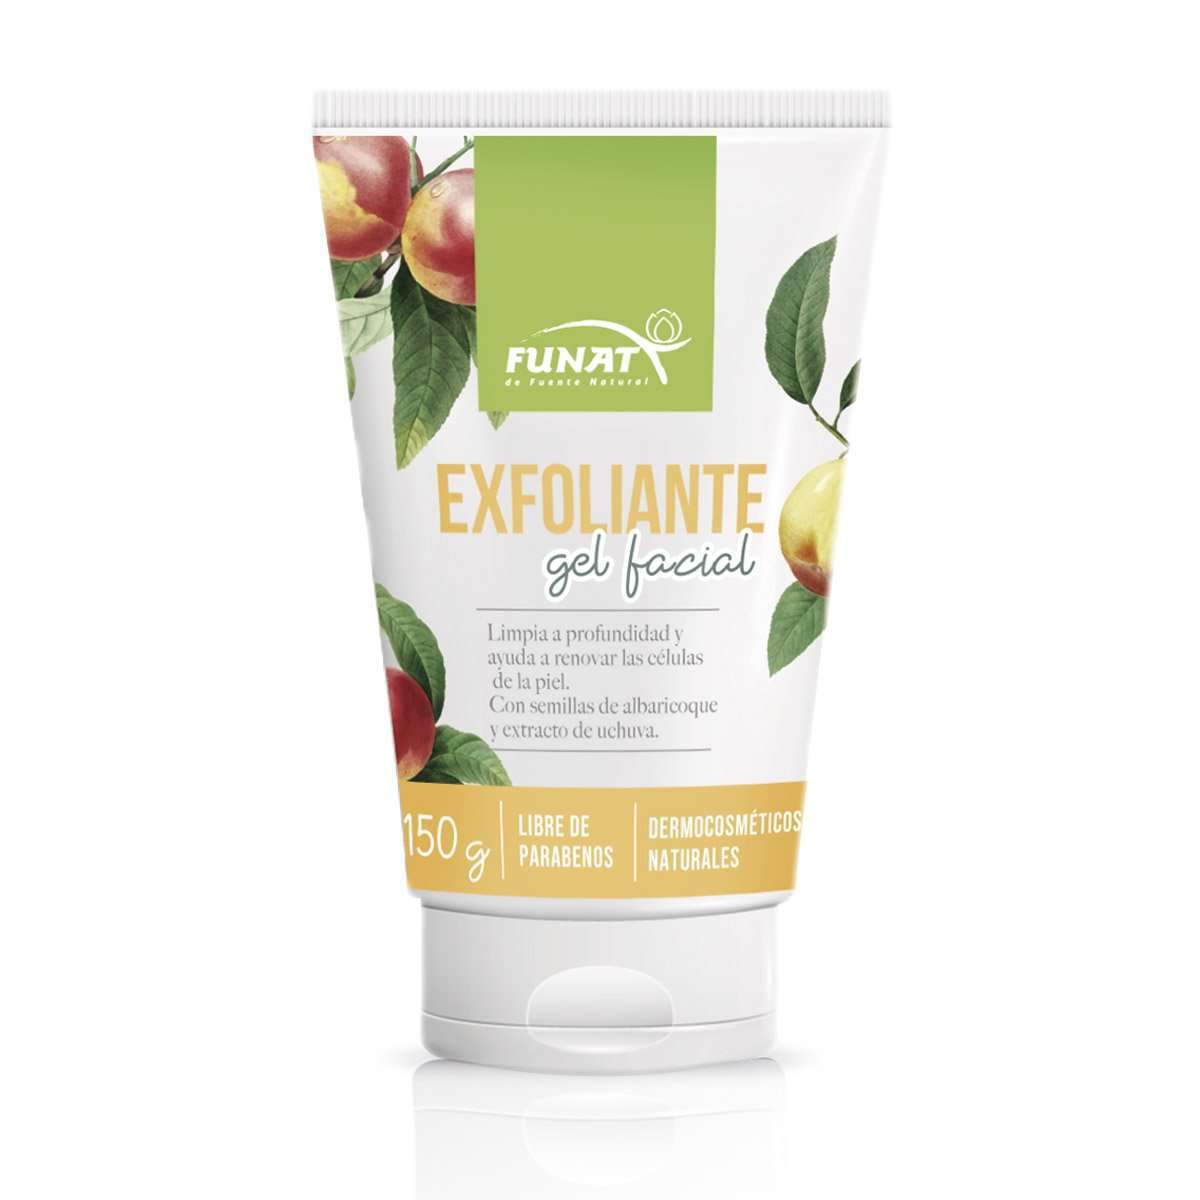 FUNAT
de Fuente Natural
EXFOLIANTE
gel facial
Limpia a profundidad y
ayuda a renovar las células
de la piel.
Con semillas de albaricoque
y extracto de uchuva.
150 g
LIBRE DE
PARABENOS
DERMOCOSMÉTICOS
NATURALES